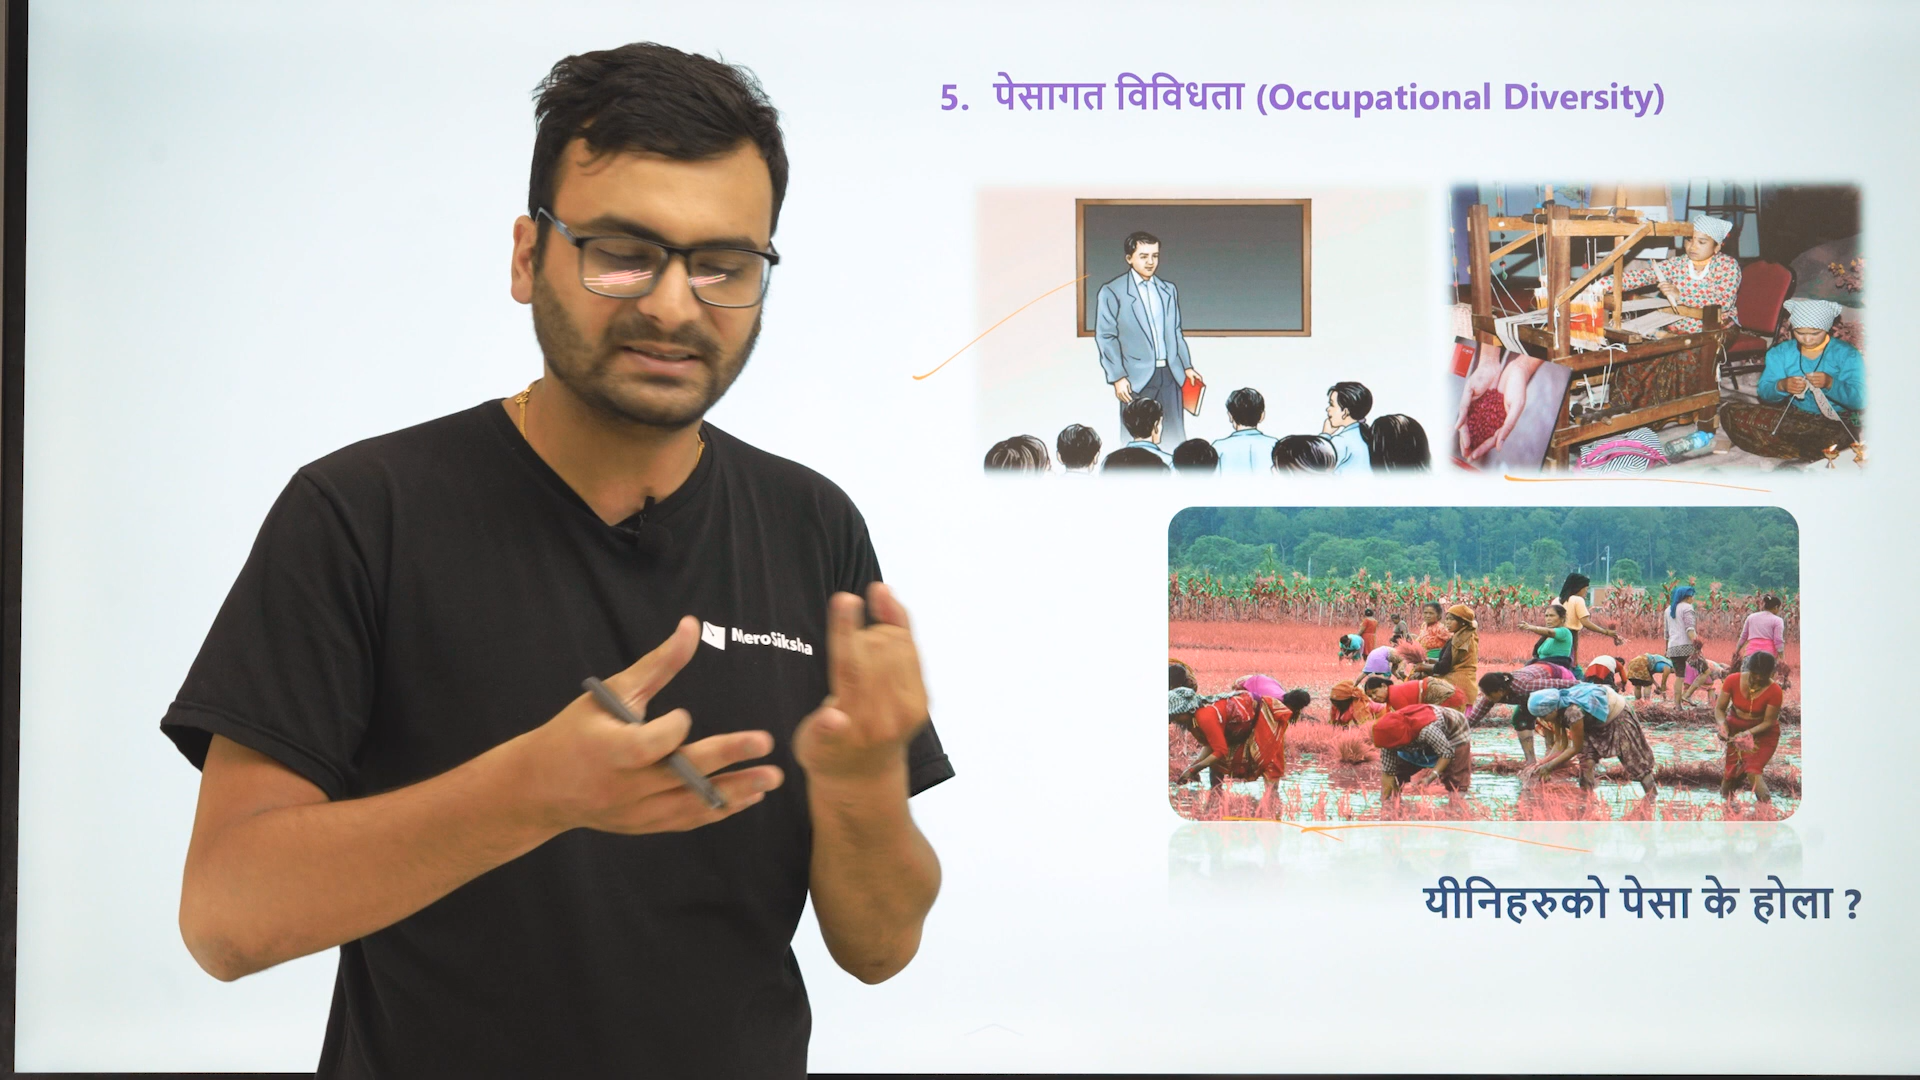 5. पेसागत विविधता (Occupational Diversity)
MeroSiksha
यीनिहरुको पेसा के होला ?